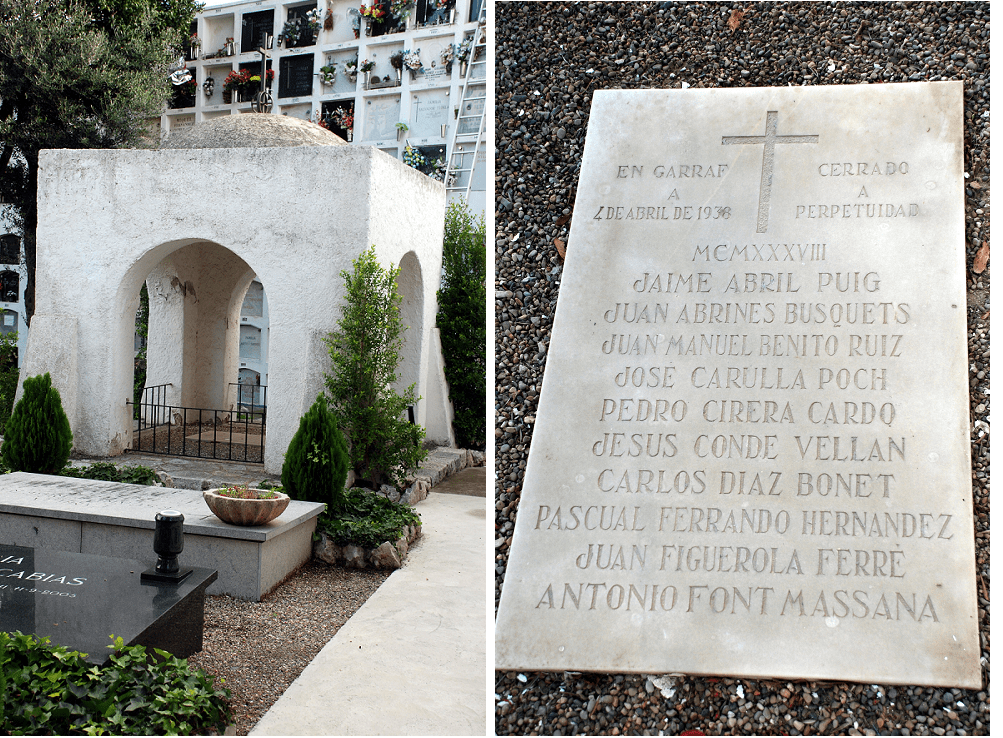 IA
CABIAS
EN GARRAF
A
4 DE ABRIL DE 1938
CERRADO
A
PERPETUIDAD
MCMXXXVIII
JAIME ABRIL PUIG
JUAN ABRINES BUSQUETS
JUAN MANUEL BENITO RUIZ
JOSE CARULLA POCH
PEDRO CIRERA CARDO
JESUS CONDE VELLAN
CARLOS DIAZ BONET
PASCUAL FERRANDO HERNANDEZ
JUAN FIGUEROLA FERRÈ
ANTONIO FONT MASSANA